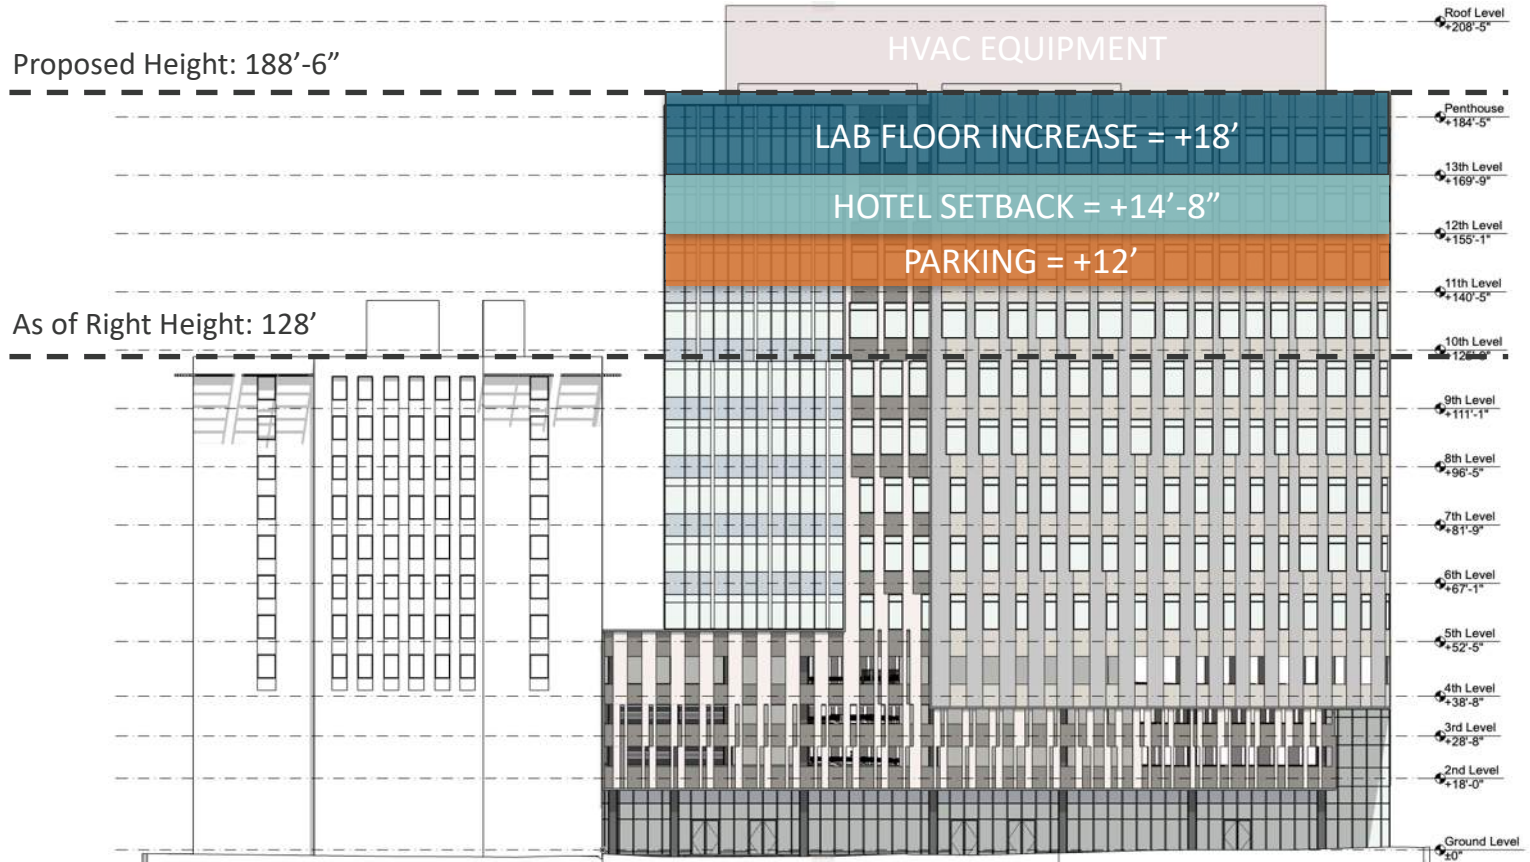 Roof Level
+208'-5"
HVAC EQUIPMENT
Proposed Height: 188’-6”
Penthouse
+184'-5"
LAB FLOOR INCREASE = +18’
13th Level
+169'-9"
HOTEL SETBACK = +14’-8”
12th Level
+155'-1"
PARKING = +12’
11th Level
+140'-5"
As of Right Height: 128’
10th Level
9th Level
+111'-1"
8th Level
+96'-5"
7th Level
+81'-9"
6th Level
+67'-1"
5th Level
+52'-5"
4th Level
+38'-8"
3rd Level
+28'-8"
2nd Level
+18'-0"
Ground Level
±0"